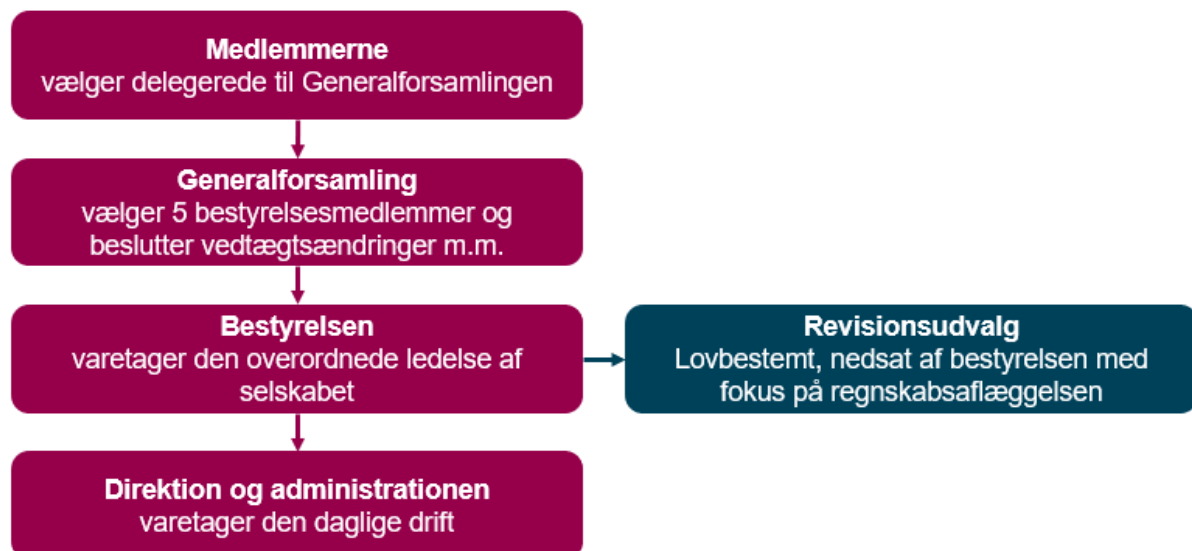 Medlemmerne
vælger delegerede til Generalforsamlingen
Generalforsamling
vælger 5 bestyrelsesmedlemmer og
beslutter vedtægtsændringer m.m.
Bestyrelsen
varetager den overordnede ledelse af
selskabet
Revisionsudvalg
Lovbestemt, nedsat af bestyrelsen med
fokus på regnskabsaflæggelsen
Direktion og administrationen
varetager den daglige drift